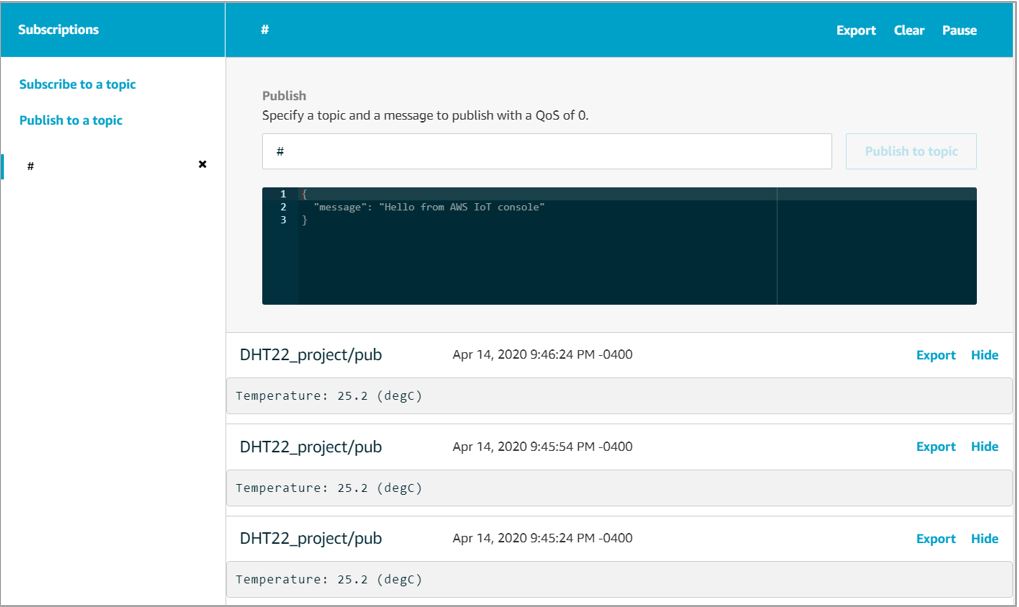 Subscriptions
#
Export Clear Pause
Subscribe to a topic
Publish to a topic
# ×
Publish
Specify a topic and a message to publish with a QoS of 0.
#
Publish to topic
1 {
2 "message": "Hello from AWS IoT console"
3 }
DHT22_project/pub Apr 14, 2020 9:46:24 PM -0400 Export Hide
Temperature: 25.2 (degC)
DHT22_project/pub Apr 14, 2020 9:45:54 PM -0400 Export Hide
Temperature: 25.2 (degC)
DHT22_project/pub Apr 14, 2020 9:45:24 PM -0400 Export Hide
Temperature: 25.2 (degC)